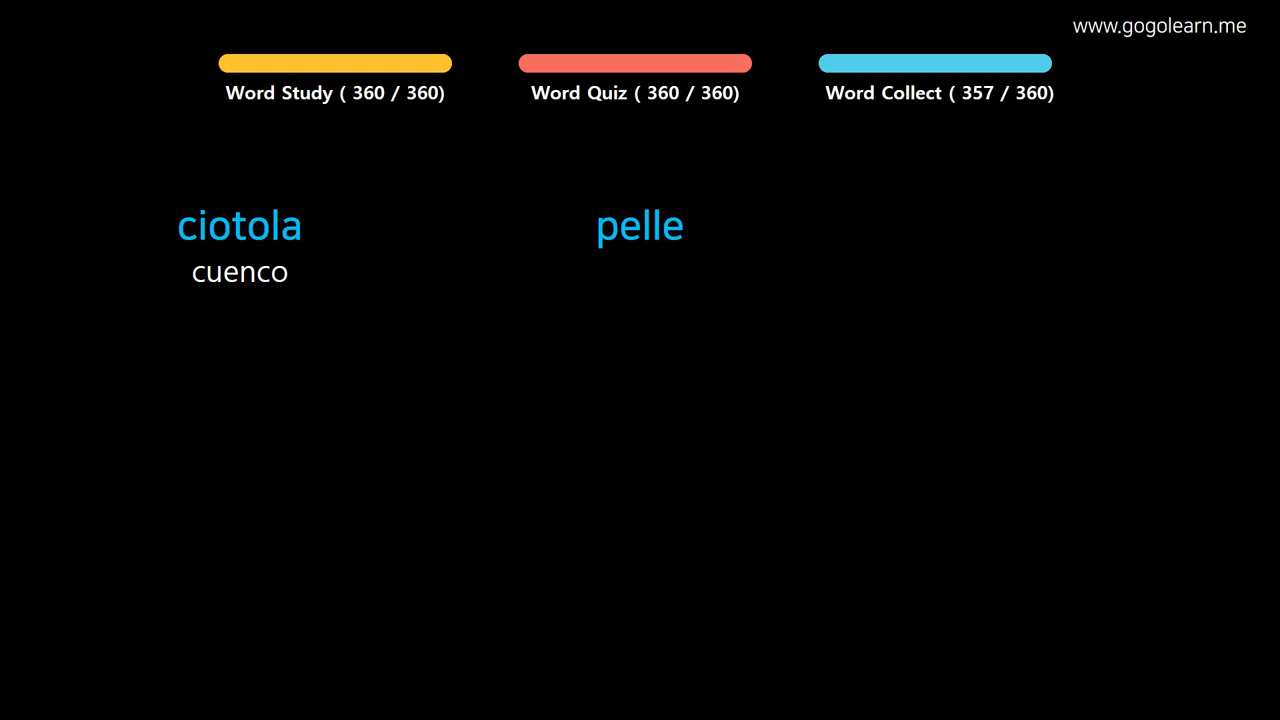 www.gogolearn.me
Word Study ( 360 / 360)
Word Quiz ( 360 / 360)
Word Collect ( 357 / 360)
ciotola
pelle
cuenco